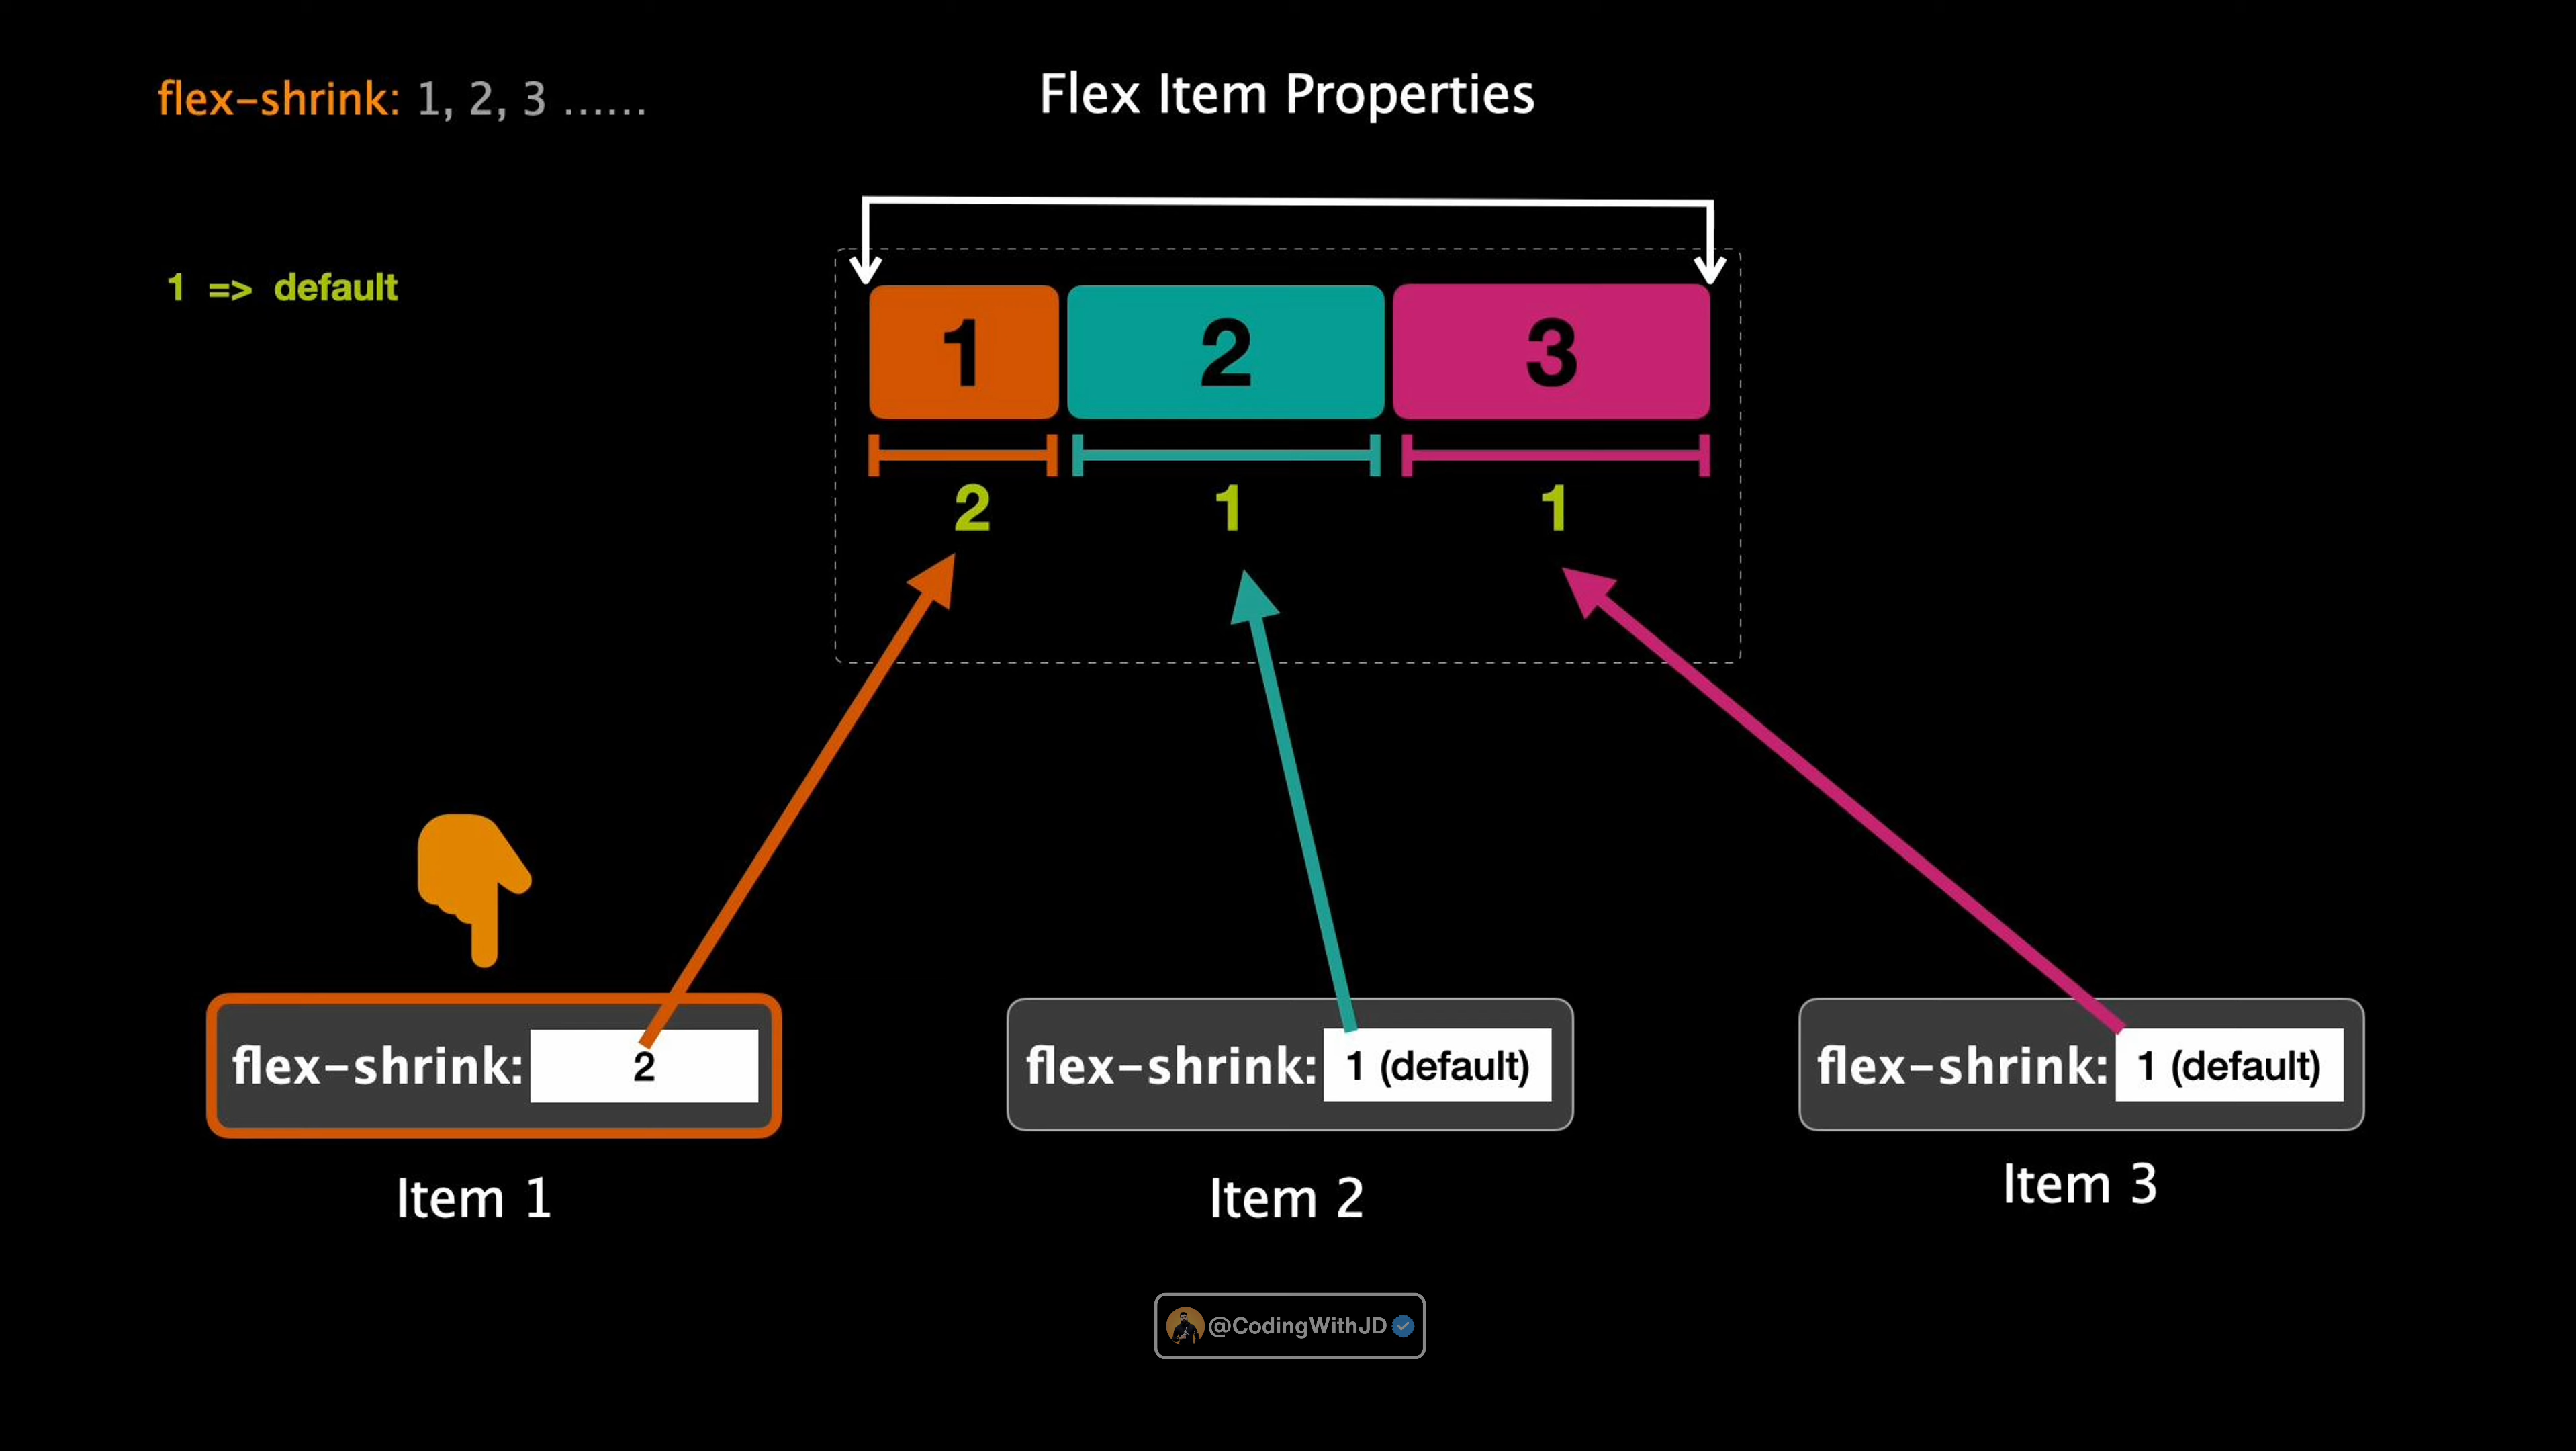 flex-shrink: 1, 2, 3 ......
Flex Item Properties
1 => default
1 2 3
2 1 1
flex-shrink: 2
flex-shrink: 1 (default)
flex-shrink: 1 (default)
Item 1
Item 2
Item 3
@CodingWithJD